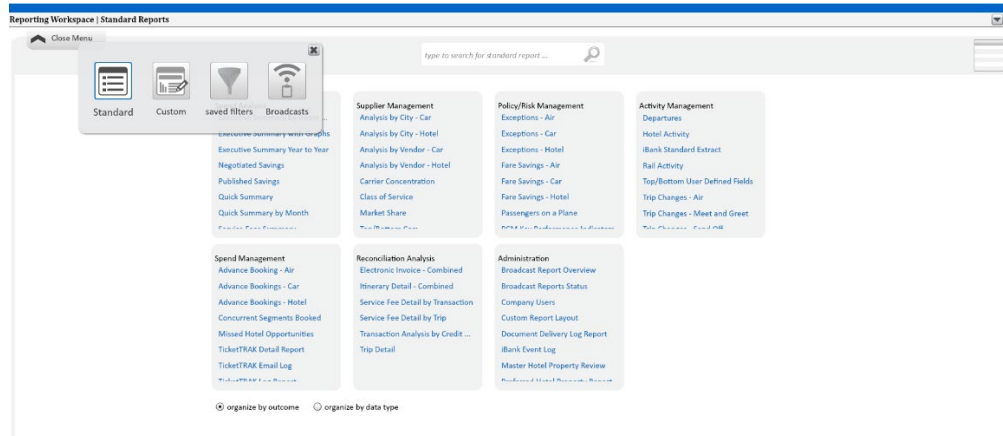 Reporting Workspace | Standard Reports
Close Menu
type to search for standard report ...
Standard
Custom
saved filters
Broadcasts
Executive Summary with Graphs
Executive Summary Year to Year
Negotiated Savings
Published Savings
Quick Summary
Quick Summary by Month
Supplier Management
Analysis by City - Car
Analysis by City - Hotel
Analysis by Vendor - Car
Analysis by Vendor - Hotel
Carrier Concentration
Class of Service
Market Share
Policy/Risk Management
Exceptions - Air
Exceptions - Car
Exceptions - Hotel
Fare Savings - Air
Fare Savings - Car
Fare Savings - Hotel
Passengers on a Plane
Activity Management
Departures
Hotel Activity
iBank Standard Extract
Rail Activity
Top/Bottom User Defined Fields
Trip Changes - Air
Trip Changes - Meet and Greet
Spend Management
Advance Booking - Air
Advance Bookings - Car
Advance Bookings - Hotel
Concurrent Segments Booked
Missed Hotel Opportunities
TicketTRAK Detail Report
TicketTRAK Email Log
Reconciliation Analysis
Electronic Invoice - Combined
Itinerary Detail - Combined
Service Fee Detail by Transaction
Service Fee Detail by Trip
Transaction Analysis by Credit ...
Trip Detail
Administration
Broadcast Report Overview
Broadcast Reports Status
Company Users
Custom Report Layout
Document Delivery Log Report
iBank Event Log
Master Hotel Property Review
organize by outcome
organize by data type